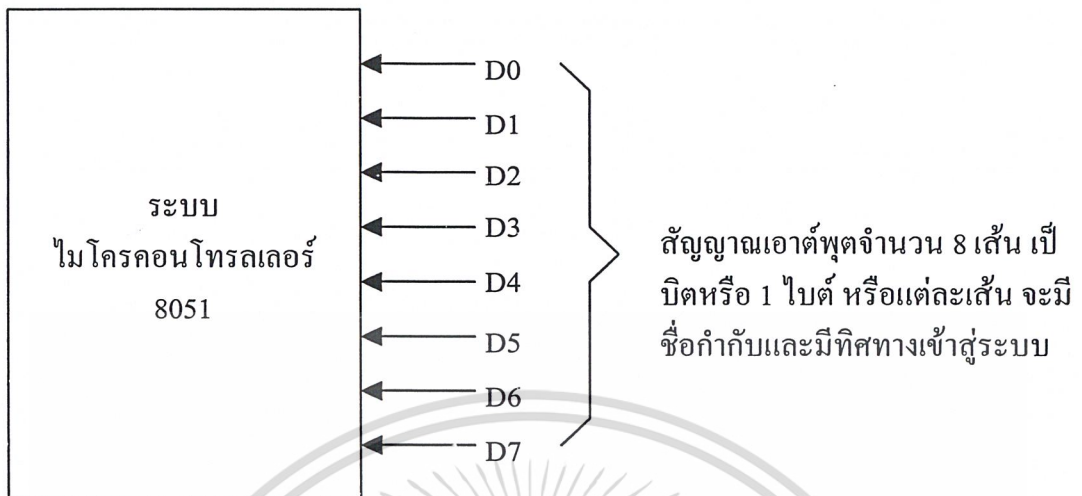 ระบบ
ไมโครคอนโทรลเลอร์
8051
D0
D1
D2
D3
D4
D5
D6
D7
สัญญาณเอาต์พุตจำนวน 8 เส้น เป็
บิตหรือ 1 ไบต์ หรือแต่ละเส้น จะมี
ชื่อกำกับและมีทิศทางเข้าสู่ระบบ